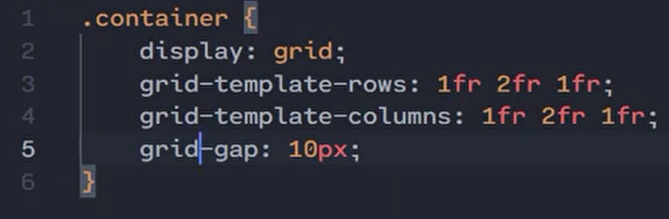 1 .container {
2 display: grid;
3 grid-template-rows: 1fr 2fr 1fr;
4 grid-template-columns: 1fr 2fr 1fr;
5 grid-gap: 10px;
6 }